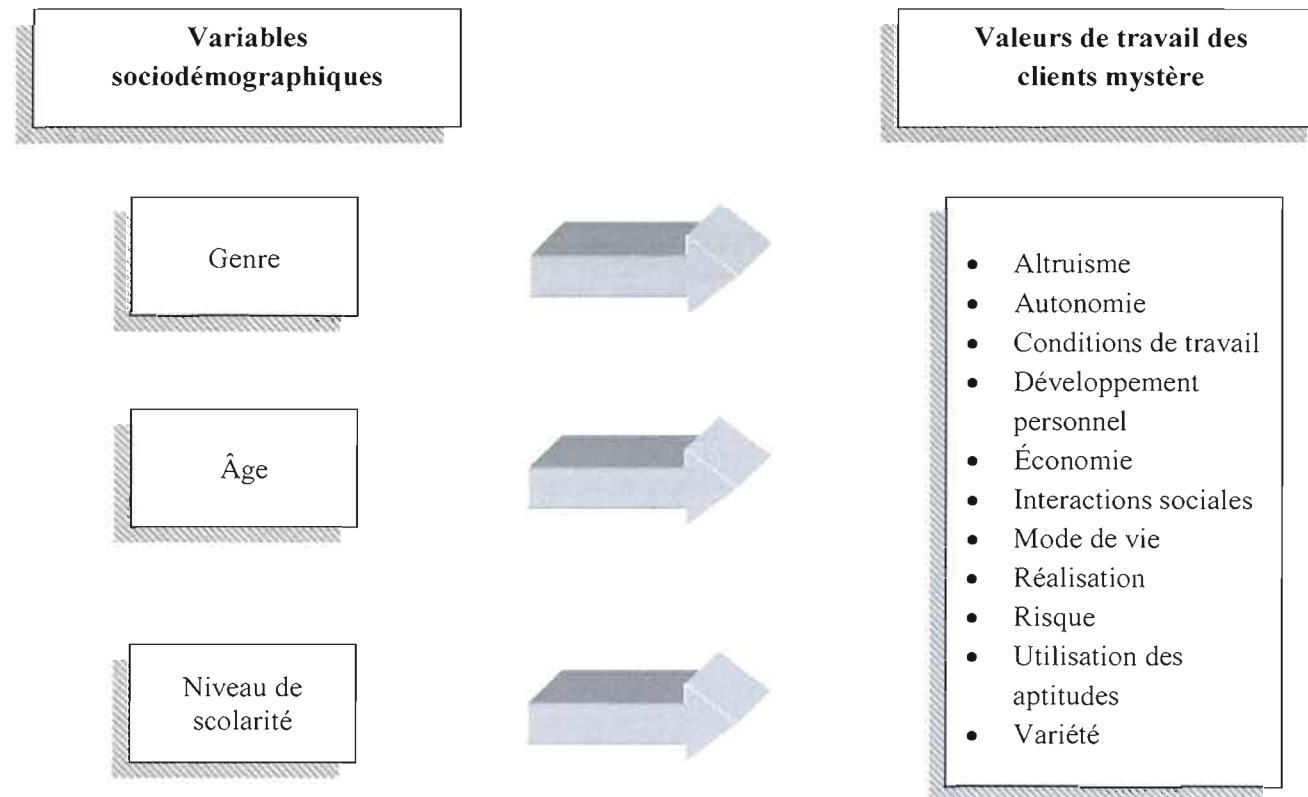 Variables
sociodémographiques
Valeurs de travail des
clients mystère
Genre
Âge
Niveau de
scolarité
• Altruisme
• Autonomie
• Conditions de travail
• Développement
personnel
• Économie
• Interactions sociales
• Mode de vie
• Réalisation
• Risque
• Utilisation des
aptitudes
• Variété